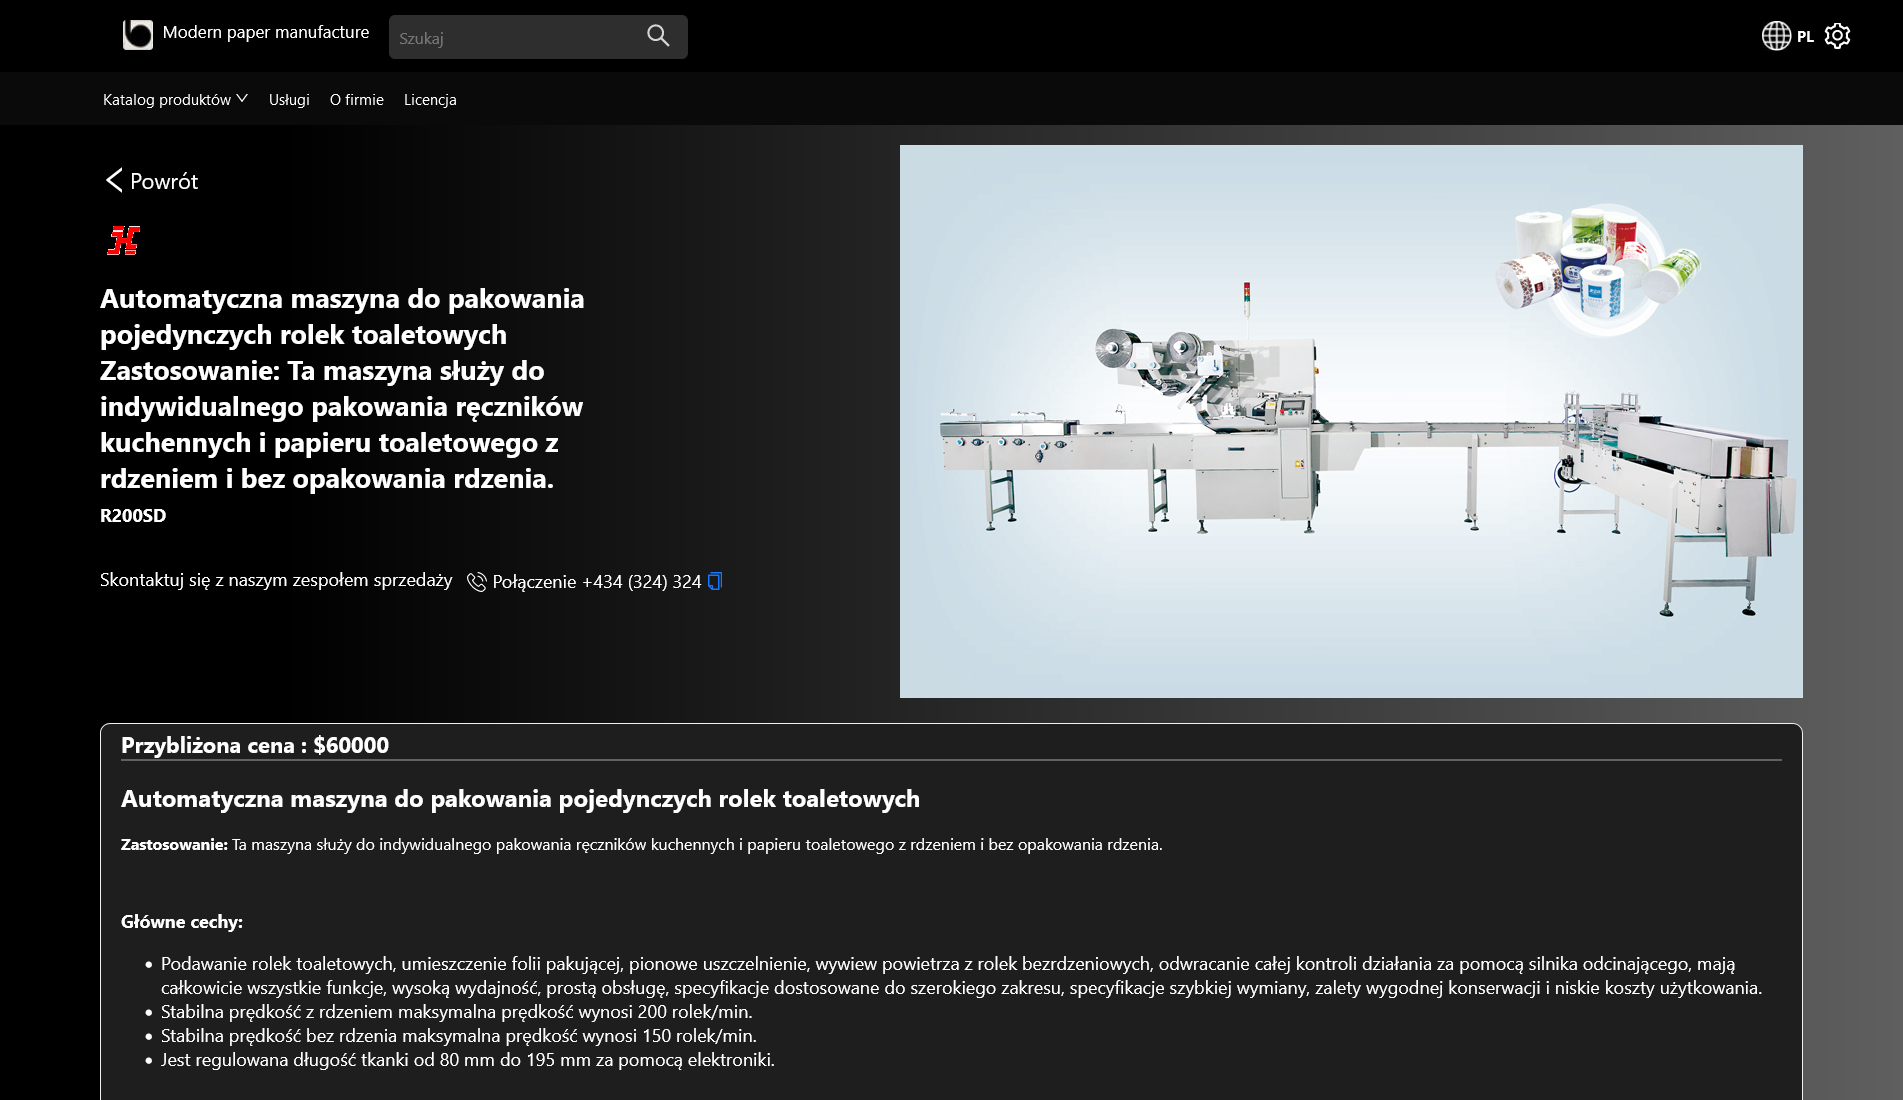 Modern paper manufacture
Szukaj
PL
Katalog produktów
Usługi
O firmie
Licencja
Powrót
Automatyczna maszyna do pakowania
pojedynczych rolek toaletowych
Zastosowanie: Ta maszyna służy do
indywidualnego pakowania ręczników
kuchennych i papieru toaletowego z
rdzeniem i bez opakowania rdzenia.
R200SD
Skontaktuj się z naszym zespołem sprzedaży
Połączenie +434 (324) 324
Przybliżona cena : $60000
Automatyczna maszyna do pakowania pojedynczych rolek toaletowych
Zastosowanie: Ta maszyna służy do indywidualnego pakowania ręczników kuchennych i papieru toaletowego z rdzeniem i bez opakowania rdzenia.
Główne cechy:
Podawanie rolek toaletowych, umieszczenie folii pakującej, pionowe uszczelnienie, wywiew powietrza z rolek bezrdzeniowych, odwracanie całej kontroli działania za pomocą silnika odcinającego, mają
całkowicie wszystkie funkcje, wysoką wydajność, prostą obsługę, specyfikacje dostosowane do szerokiego zakresu, specyfikacje szybkiej wymiany, zalety wygodnej konserwacji i niskie koszty użytkowania.
Stabilna prędkość z rdzeniem maksymalna prędkość wynosi 200 rolek/min.
Stabilna prędkość bez rdzenia maksymalna prędkość wynosi 150 rolek/min.
Jest regulowana długość tkanki od 80 mm do 195 mm za pomocą elektroniki.